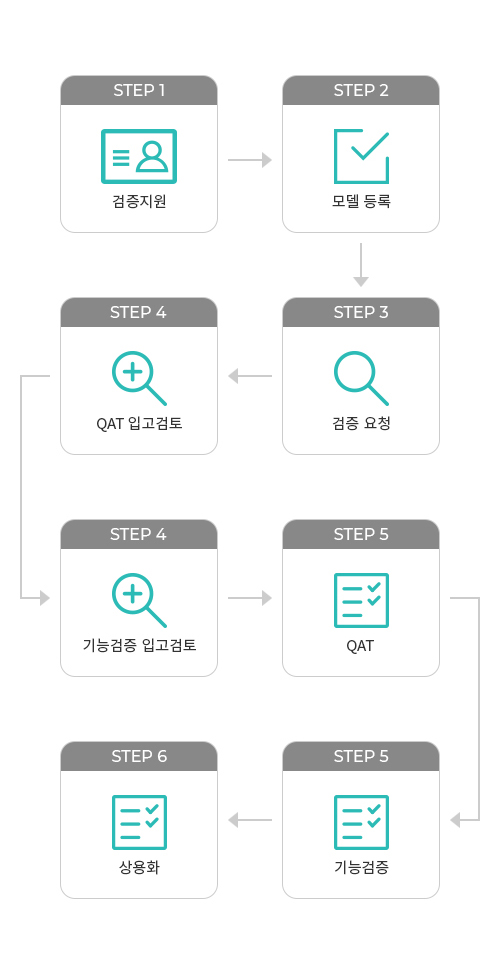 STEP 1
검증지원
STEP 2
모델 등록
STEP 3
검증 요청
STEP 4
QAT 입고검토
STEP 4
기능검증 입고검토
STEP 5
QAT
STEP 5
기능검증
STEP 6
상용화